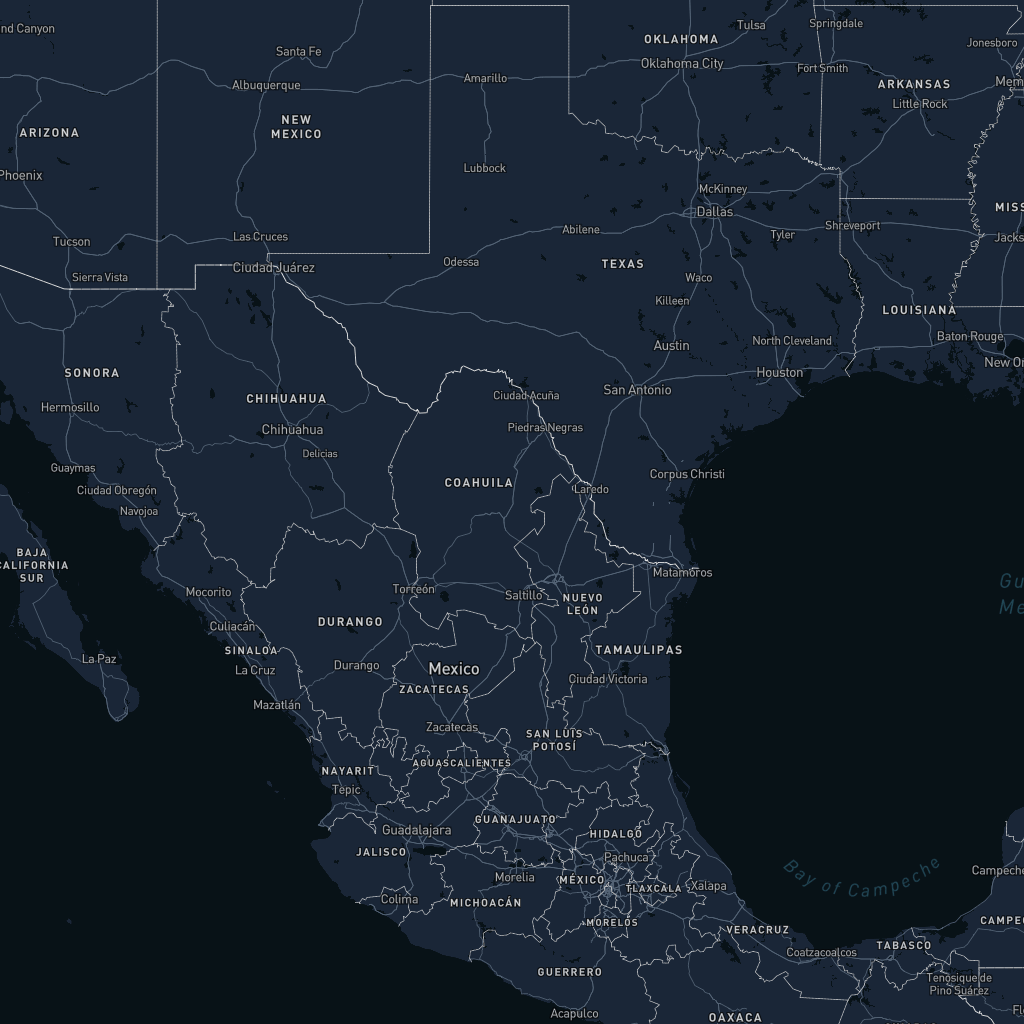 nd Canyon
Tulsa
Springdale
OKLAHOMA
Jonesboro
Santa Fe
Oklahoma City
Fort Smith
Amarillo
Albuquerque
Mem
ARKANSAS
Little Rock
NEW
MEXICO
ARIZONA
Phoenix
Lubbock
McKinney
Dallas
MISS
Shreveport
Abilene
Tyler
Las Cruces
Jacks
Tucson
Odessa
TEXAS
Ciudad Juárez
Sierra Vista
Waco
Killeen
LOUISIANA
Baton Rouge
North Cleveland
Austin
New Or
SONORA
Houston
San Antonio
Ciudad Acuña
CHIHUAHUA
Hermosillo
Piedras Negras
Chihuahua
Delicias
Guaymas
Corpus Christi
COAHUILA
Ciudad Obregón
Laredo
Navojoa
BAJA
CALIFORNIA
SUR
Matamoros
Gu
Me
Torreón
Mocorito
Saltillo
NUEVO
LEÓN
DURANGO
Culiacán
SINALOA
TAMAULIPAS
La Paz
Durango
Mexico
La Cruz
Ciudad Victoria
ZACATECAS
Mazatlán
Zacatecas
SAN LUIS
POTOSÍ
AGUASCALIENTES
NAYARIT
Tepic
GUANAJUATO
Guadalajara
HIDALGO
JALISCO
Pachuca
Bay of Campeche
Campeche
Morelia
MÉXICO
TLAXCALA
Xalapa
Colima
MICHOACÁN
MORELOS
CAMPEC
VERACRUZ
TABASCO
Coatzacoalcos
GUERRERO
Tenosique de
Pino Suárez
Acapulco
OAXACA
Fl